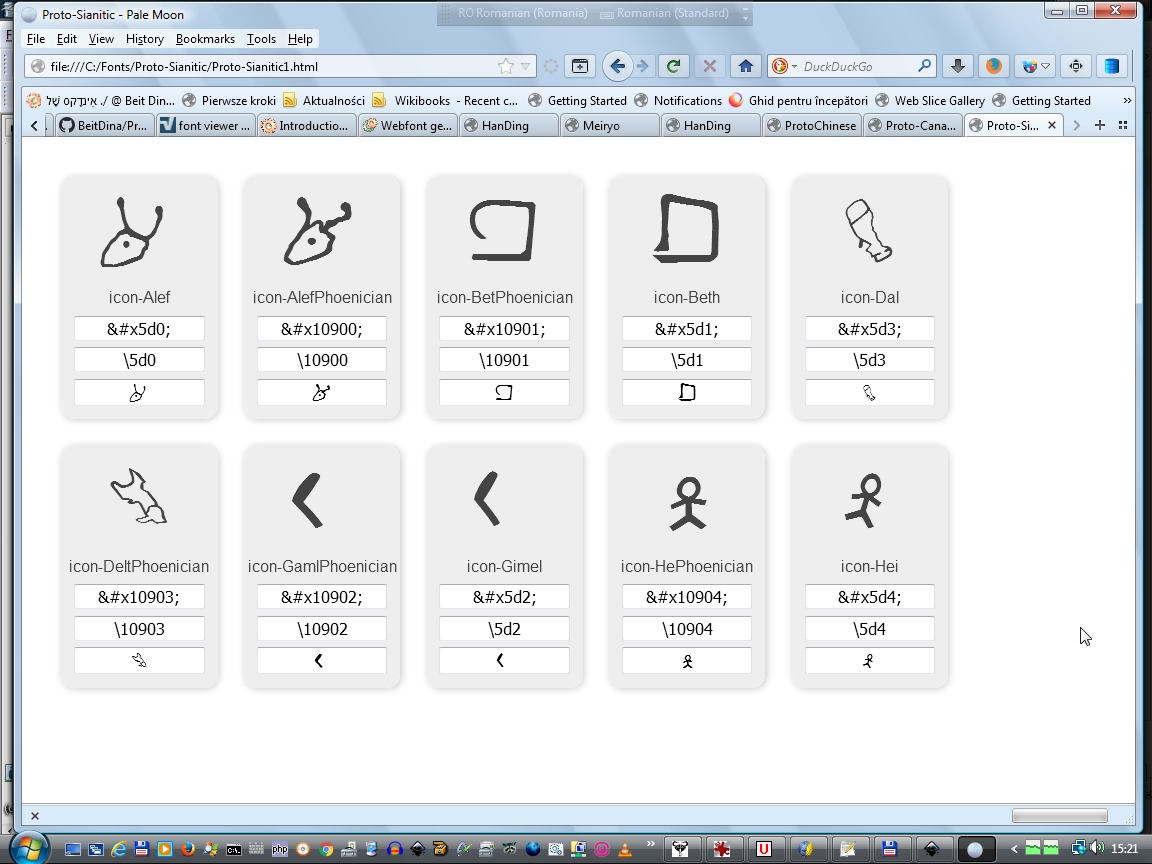 Proto-Sianitic - Pale Moon
RO Romanian (Romania) Romanian (Standard)
File Edit View History Bookmarks Tools Help
file:///C:/Fonts/Proto-Sianitic/Proto-Sianitic1.html
DuckDuckGo
אינדקס של ./ @ Beit Din... Pierwsze kroki Aktualności Wikibooks - Recent c... Getting Started Notifications Ghid pentru începători Web Slice Gallery Getting Started »
BeitDina/Pr... font viewer ... Introductio... Webfont ge... HanDing Meiryo HanDing ProtoChinese Proto-Cana... Proto-Si...
icon-Alef icon-AlefPhoenician icon-BetPhoenician icon-Beth icon-Dal
&#x5d0; &#x10900; &#x10901; &#x5d1; &#x5d3;
\5d0 \10900 \10901 \5d1 \5d3
icon-DeltPhoenician icon-GamlPhoenician icon-Gimel icon-HePhoenician icon-Hei
&#x10903; &#x10902; &#x5d2; &#x10904; &#x5d4;
\10903 \10902 \5d2 \10904 \5d4
php
15:21